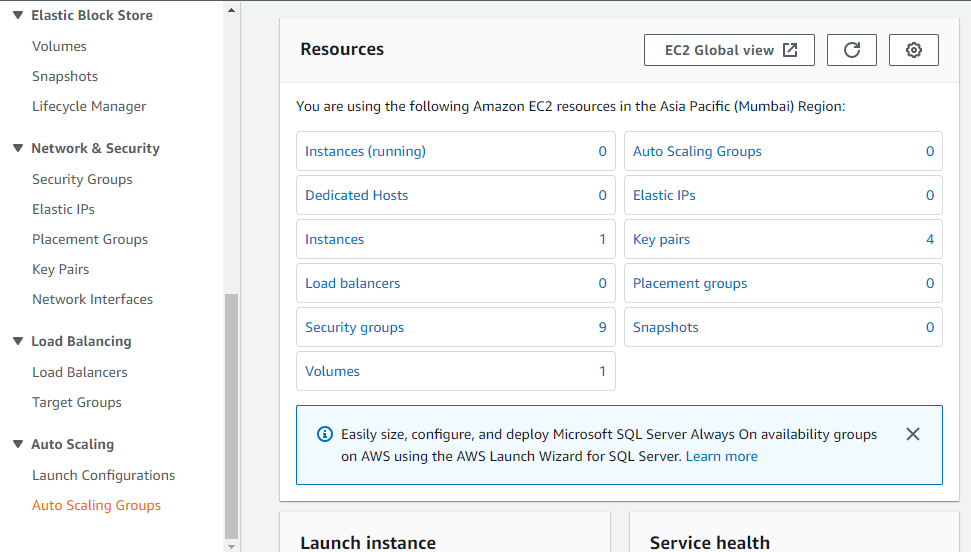 Elastic Block Store
Volumes
Snapshots
Lifecycle Manager
Network & Security
Security Groups
Elastic IPs
Placement Groups
Key Pairs
Network Interfaces
Load Balancing
Load Balancers
Target Groups
Auto Scaling
Launch Configurations
Auto Scaling Groups
Resources
EC2 Global view
You are using the following Amazon EC2 resources in the Asia Pacific (Mumbai) Region:
Instances (running) 0
Auto Scaling Groups 0
Dedicated Hosts 0
Elastic IPs 0
Instances 1
Key pairs 4
Load balancers 0
Placement groups 0
Security groups 9
Snapshots 0
Volumes 1
Easily size, configure, and deploy Microsoft SQL Server Always On availability groups
on AWS using the AWS Launch Wizard for SQL Server. Learn more
Launch instance
Service health